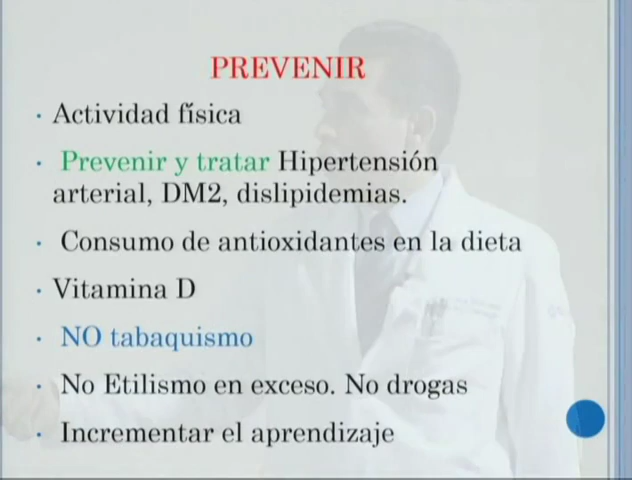 PREVENIR
• Actividad física
• Prevenir y tratar Hipertensión
arterial, DM2, dislipidemias.
• Consumo de antioxidantes en la dieta
• Vitamina D
• NO tabaquismo
• No Etilismo en exceso. No drogas
• Incrementar el aprendizaje